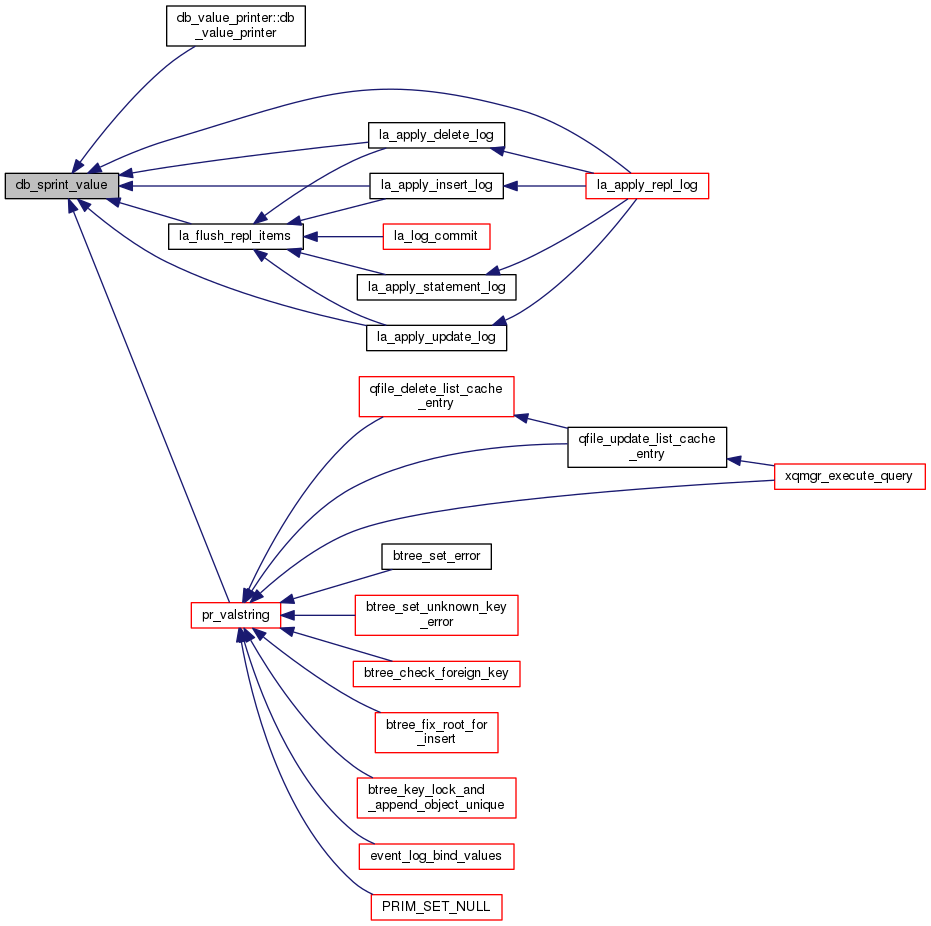 db_value_printer::db
_value_printer
la_apply_delete_log
db_sprint_value
la_apply_insert_log
la_apply_repl_log
la_flush_repl_items
la_log_commit
la_apply_statement_log
la_apply_update_log
qfile_delete_list_cache
_entry
qfile_update_list_cache
_entry
xqmgr_execute_query
btree_set_error
pr_valstring
btree_set_unknown_key
_error
btree_check_foreign_key
btree_fix_root_for
_insert
btree_key_lock_and
_append_object_unique
event_log_bind_values
PRIM_SET_NULL